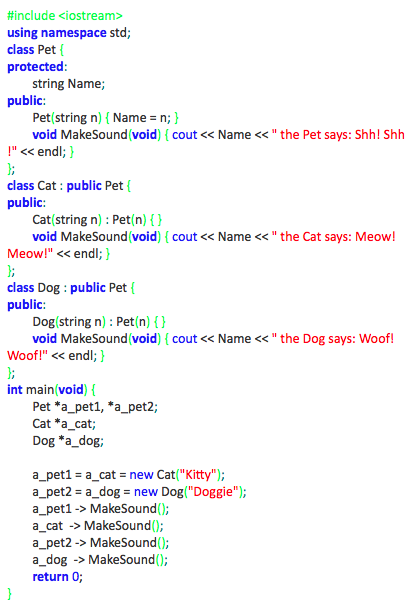 #include <iostream>
using namespace std;
class Pet {
protected:
string Name;
public:
Pet(string n) { Name = n; }
void MakeSound(void) { cout << Name << " the Pet says: Shh! Shh
!" << endl; }
};
class Cat : public Pet {
public:
Cat(string n) : Pet(n) { }
void MakeSound(void) { cout << Name << " the Cat says: Meow!
Meow!" << endl; }
};
class Dog : public Pet {
public:
Dog(string n) : Pet(n) { }
void MakeSound(void) { cout << Name << " the Dog says: Woof!
Woof!" << endl; }
};
int main(void) {
Pet *a_pet1, *a_pet2;
Cat *a_cat;
Dog *a_dog;
a_pet1 = a_cat = new Cat("Kitty");
a_pet2 = a_dog = new Dog("Doggie");
a_pet1 -> MakeSound();
a_cat  -> MakeSound();
a_pet2 -> MakeSound();
a_dog  -> MakeSound();
return 0;
}